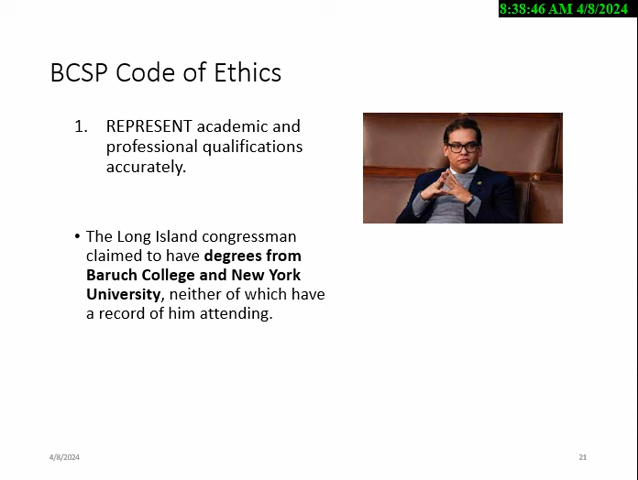 8:38:46 AM 4/8/2024
BCSP Code of Ethics
1. REPRESENT academic and
professional qualifications
accurately.
• The Long Island congressman
claimed to have degrees from
Baruch College and New York
University, neither of which have
a record of him attending.
4/8/2024
21